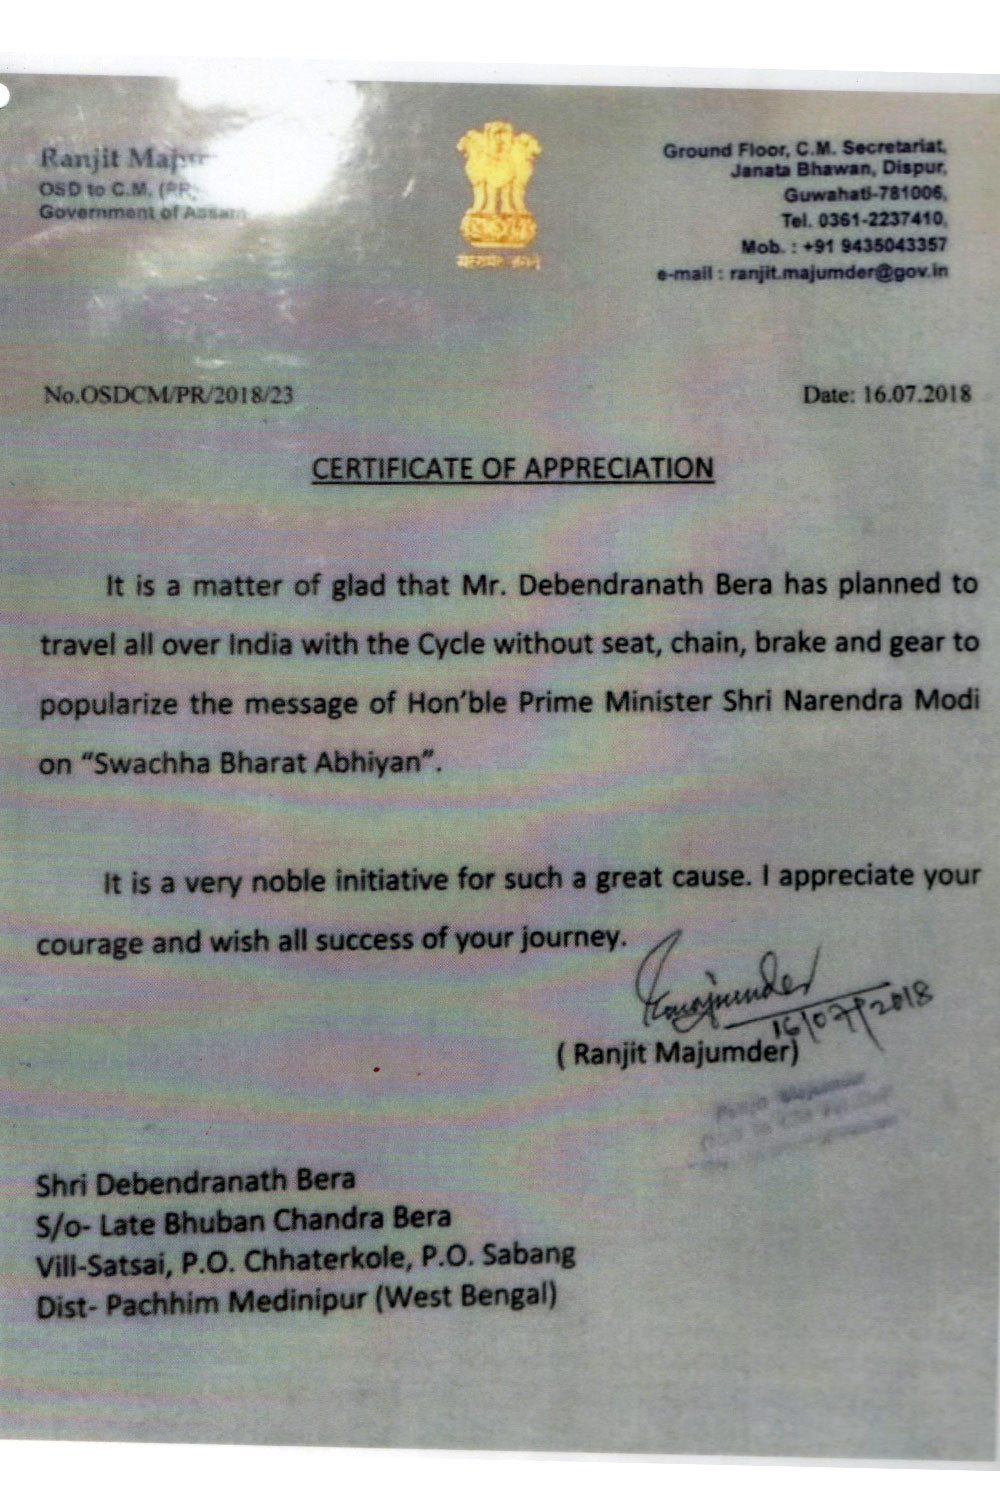 Ranjit
OSD to C.M. (PR
Government of Assam
सत्यमेव जयते
Ground Floor, C.M. Secretariat,
Janata Bhawan, Dispur,
Guwahati-781006,
Tel. 0361-2237410,
Mob. : +91 9435043357
e-mail : ranjit.majumder@gov.in
No.OSDCM/PR/2018/23
Date: 16.07.2018
CERTIFICATE OF APPRECIATION
It is a matter of glad that Mr. Debendranath Bera has planned to
travel all over India with the Cycle without seat, chain, brake and gear to
popularize the message of Hon’ble Prime Minister Shri Narendra Modi
on “Swachha Bharat Abhiyan”.
It is a very noble initiative for such a great cause. I appreciate your
courage and wish all success of your journey.
16/07/2018
( Ranjit Majumder)
Shri Debendranath Bera
S/o- Late Bhuban Chandra Bera
Vill-Satsai, P.O. Chhaterkole, P.O. Sabang
Dist- Pachhim Medinipur (West Bengal)